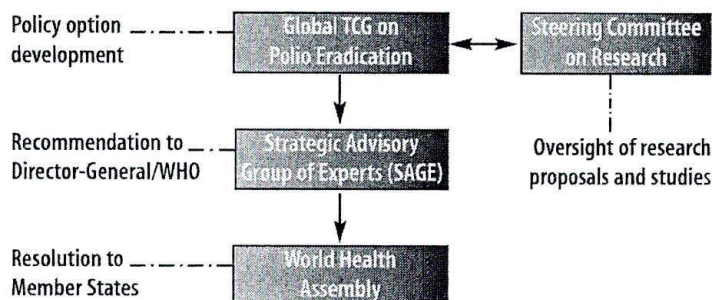 Policy option
development
Global TCG on
Polio Eradication
Steering Committee
on Research
Recommendation to
Director-General/WHO
Strategic Advisory
Group of Experts (SAGE)
Oversight of research
proposals and studies
Resolution to
Member States
World Health
Assembly